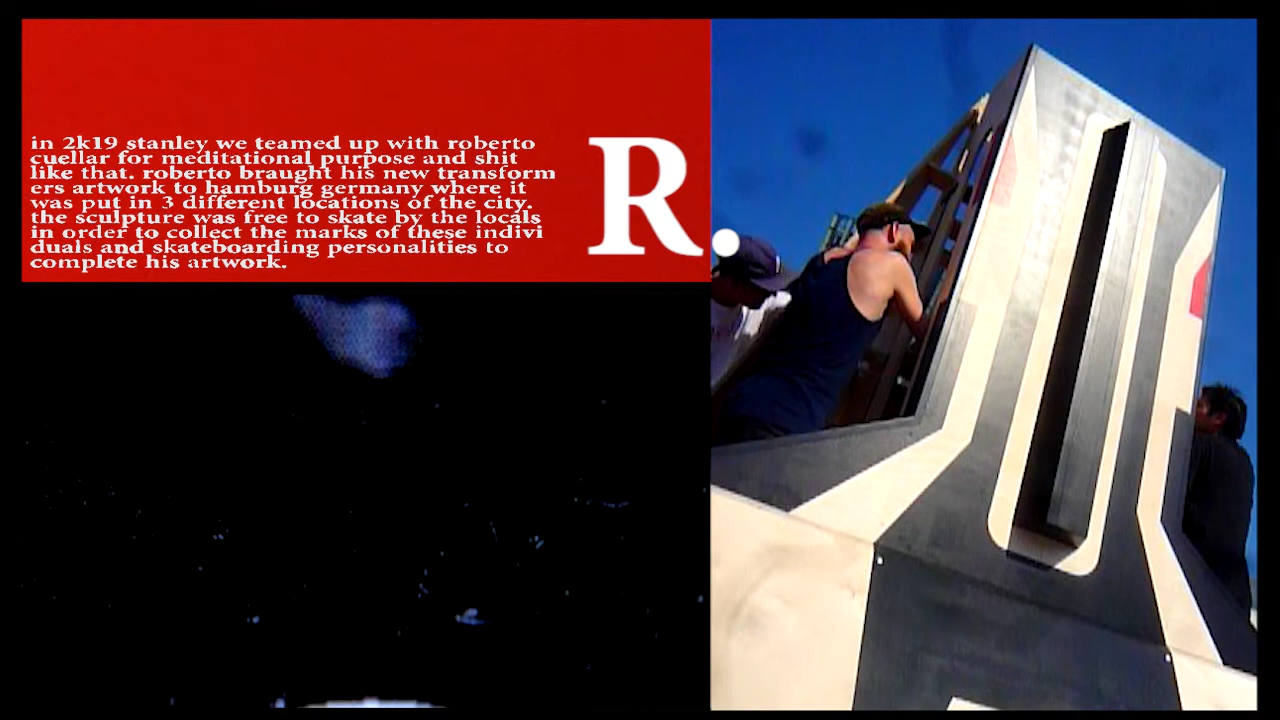 in 2k19 stanley we teamed up with roberto
cuellar for meditational purpose and shit
like that. roberto braught his new transform
ers artwork to hamburg germany where it
was put in 3 different locations of the city.
the sculpture was free to skate by the locals
in order to collect the marks of these indivi
duals and skateboarding personalities to
complete his artwork.
R.